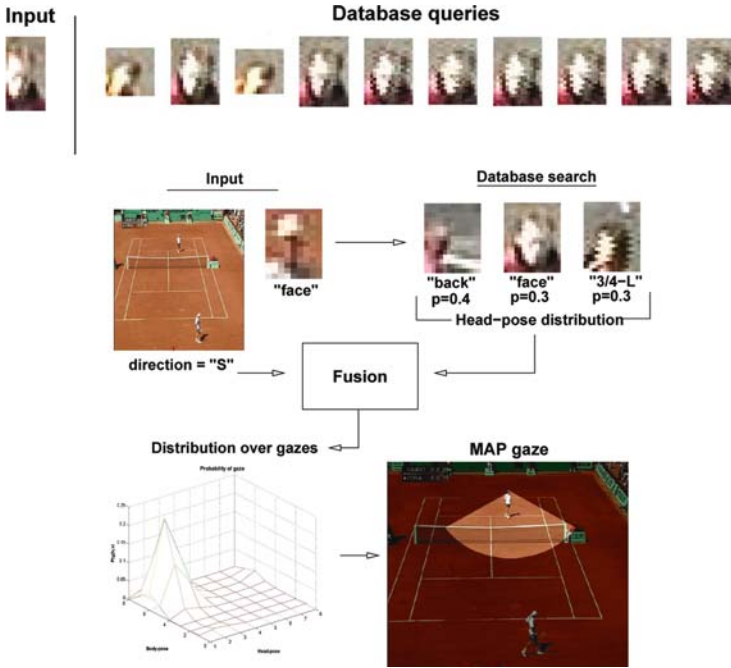 Input
Database queries
Input
Database search
"face"
"back"
p=0.4
"face"
p=0.3
"3/4-L"
p=0.3
Head-pose distribution
direction = "S"
Fusion
Distribution over gazes
MAP gaze
Probability of gaze
Body pose
Head pose